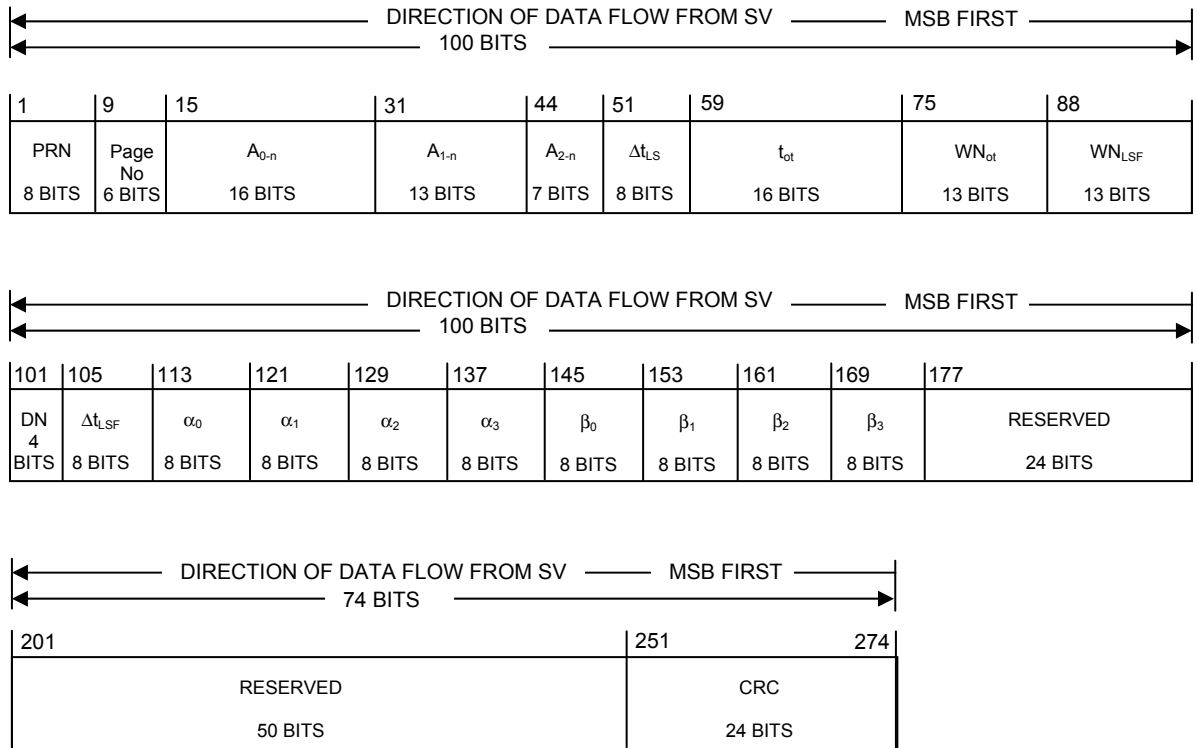 DIRECTION OF DATA FLOW FROM SV MSB FIRST
100 BITS
1 9 15 31 44 51 59 75 88
PRN Page No A0-n A1-n A2-n ΔtLS tot WNot WNLSF
8 BITS 6 BITS 16 BITS 13 BITS 7 BITS 8 BITS 16 BITS 13 BITS 13 BITS
DIRECTION OF DATA FLOW FROM SV MSB FIRST
100 BITS
101 105 113 121 129 137 145 153 161 169 177
DN ΔtLSF α0 α1 α2 α3 β0 β1 β2 β3 RESERVED
4 BITS 8 BITS 8 BITS 8 BITS 8 BITS 8 BITS 8 BITS 8 BITS 8 BITS 8 BITS 24 BITS
DIRECTION OF DATA FLOW FROM SV MSB FIRST
74 BITS
201 251 274
RESERVED CRC
50 BITS 24 BITS